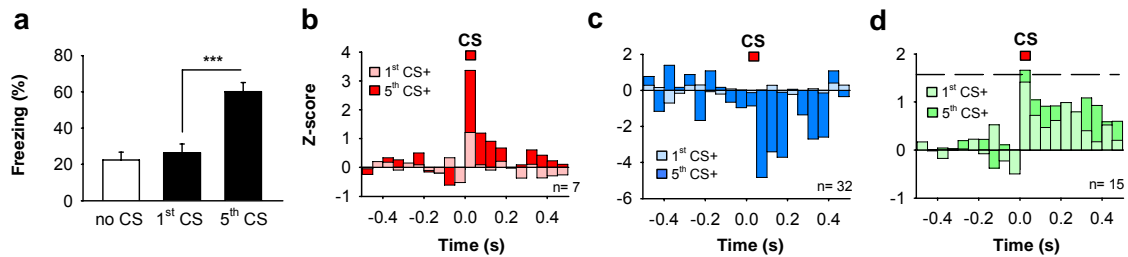 a
Freezing (%)
80
60
40
20
0
***
no CS 1st CS 5th CS
b
Z-score
4
3
2
1
0
-1
CS
1st CS+
5th CS+
n= 7
-0.4 -0.2 0.0 0.2 0.4
Time (s)
c
2
0
-2
-4
-6
CS
1st CS+
5th CS+
n= 32
-0.4 -0.2 0.0 0.2 0.4
Time (s)
d
2
1
0
-1
CS
1st CS+
5th CS+
n= 15
-0.4 -0.2 0.0 0.2 0.4
Time (s)